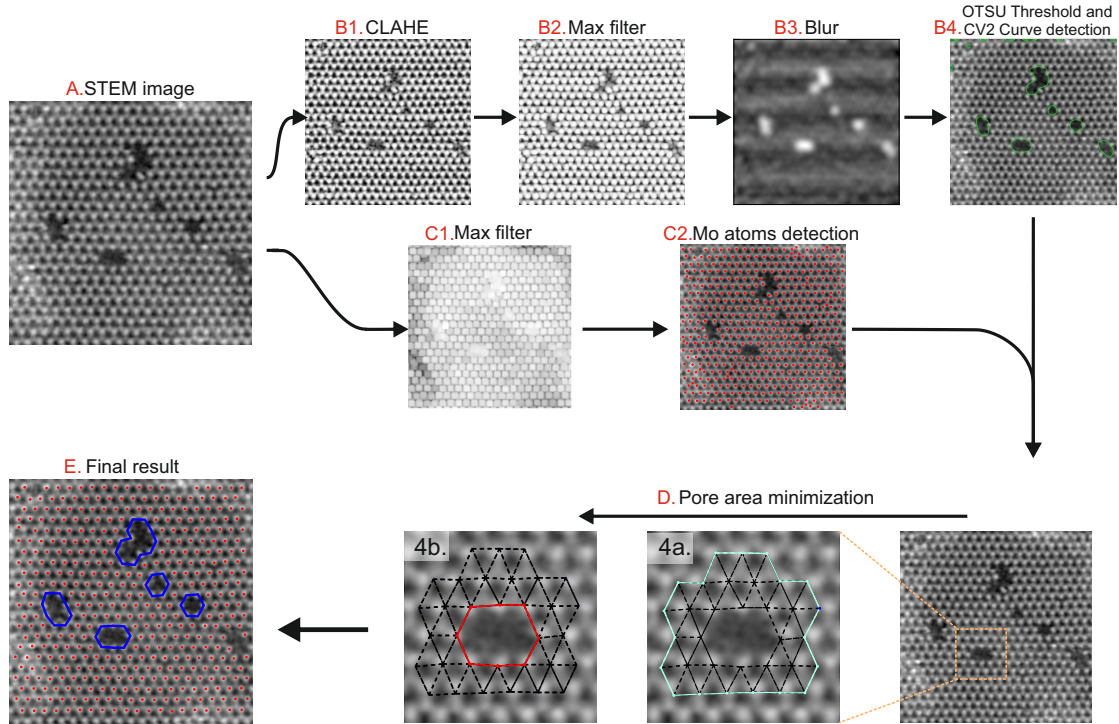 A. STEM image
B1. CLAHE
B2. Max filter
B3. Blur
B4. OTSU Threshold and
CV2 Curve detection
C1. Max filter
C2. Mo atoms detection
D. Pore area minimization
4b.
4a.
E. Final result